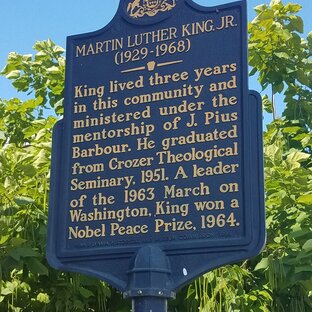 MARTIN LUTHER KING, JR.
(1929-1968)
King lived three years
in this community and
ministered under the
mentorship of J. Pius
Barbour. He graduated
from Crozer Theological
Seminary, 1951. A leader
of the 1963 March on
Washington, King won a
Nobel Peace Prize, 1964.